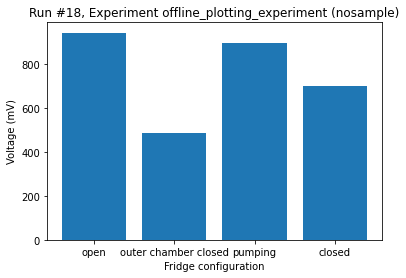 Run #18, Experiment offline_plotting_experiment (nosample)
Voltage (mV)
800
600
400
200
0
open outer chamber closed pumping closed
Fridge configuration